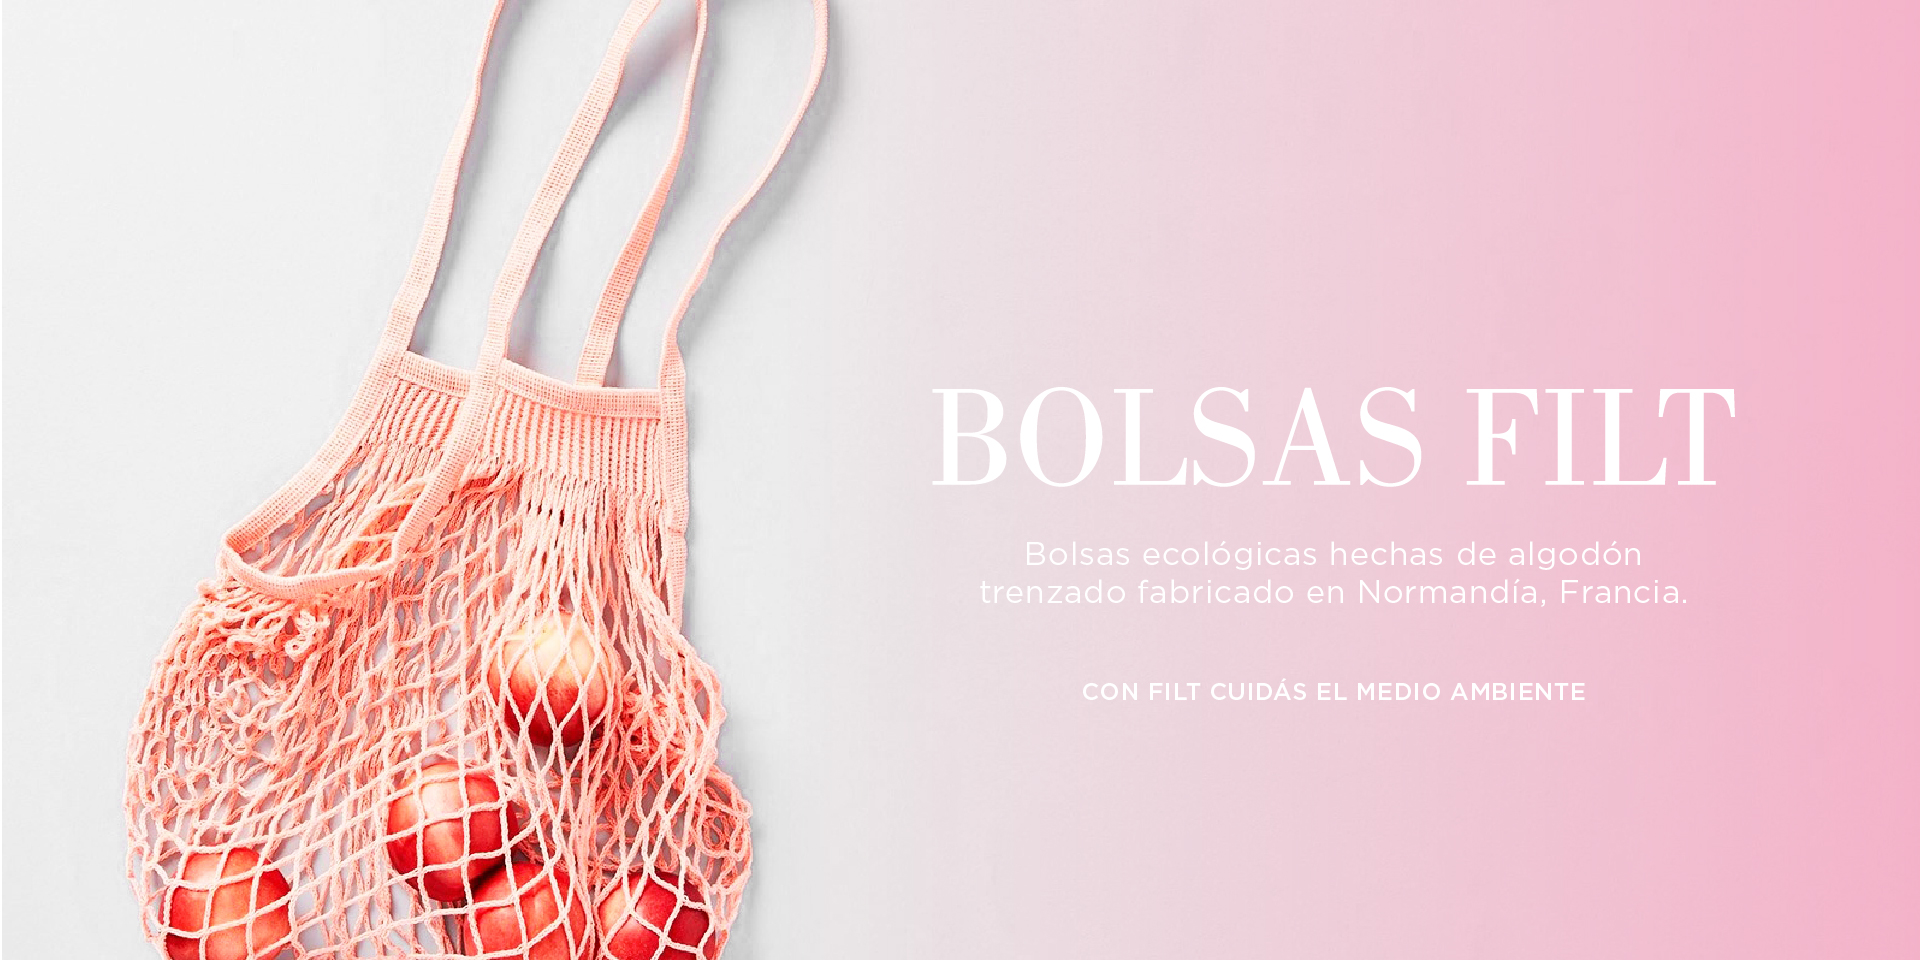 BOLSAS FILT
Bolsas ecológicas hechas de algodón
trenzado fabricado en Normandía, Francia.
CON FILT CUIDÁS EL MEDIO AMBIENTE